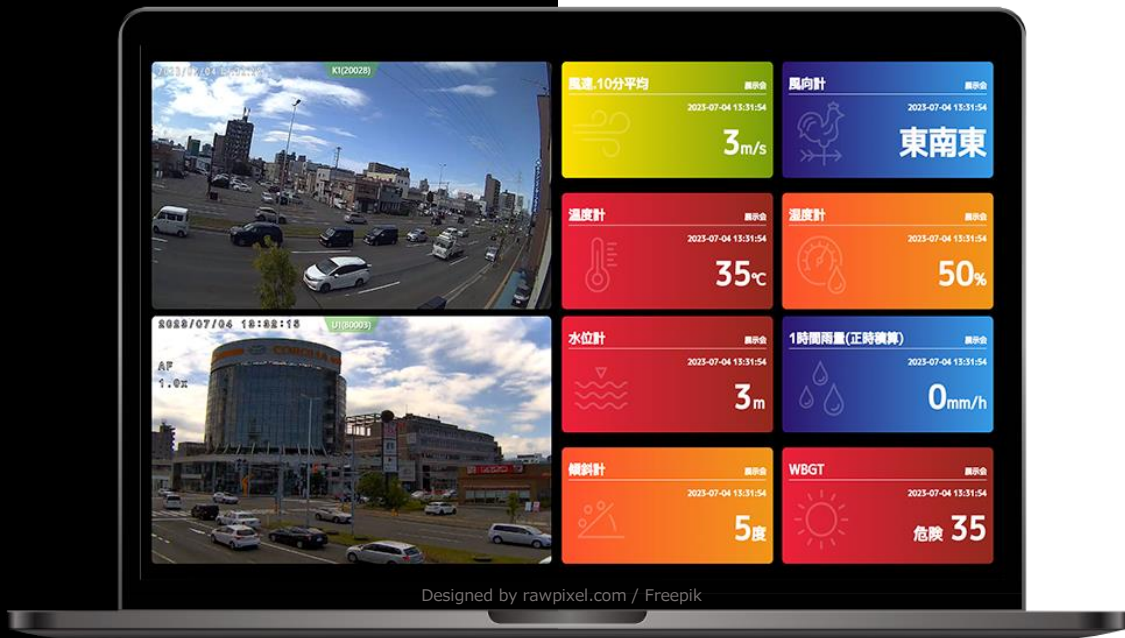 K1(20028)
2023/07/04 13:32:15
U1(B0003)
AF
1.0x
COROLLA
風速.10分平均
展示会
2023-07-04 13:31:54
3m/s
風向計
展示会
2023-07-04 13:31:54
東南東
温度計
展示会
2023-07-04 13:31:54
35℃
湿度計
展示会
2023-07-04 13:31:54
50%
水位計
展示会
2023-07-04 13:31:54
3m
1時間雨量(正時積算)
展示会
2023-07-04 13:31:54
0mm/h
傾斜計
展示会
2023-07-04 13:31:54
5度
WBGT
展示会
2023-07-04 13:31:54
危険 35
Designed by rawpixel.com / Freepik